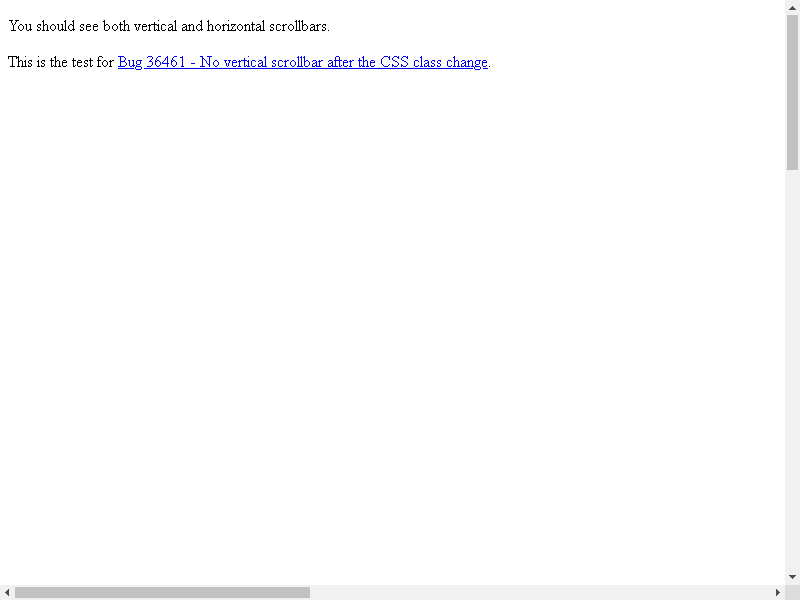 You should see both vertical and horizontal scrollbars.
This is the test for Bug 36461 - No vertical scrollbar after the CSS class change.